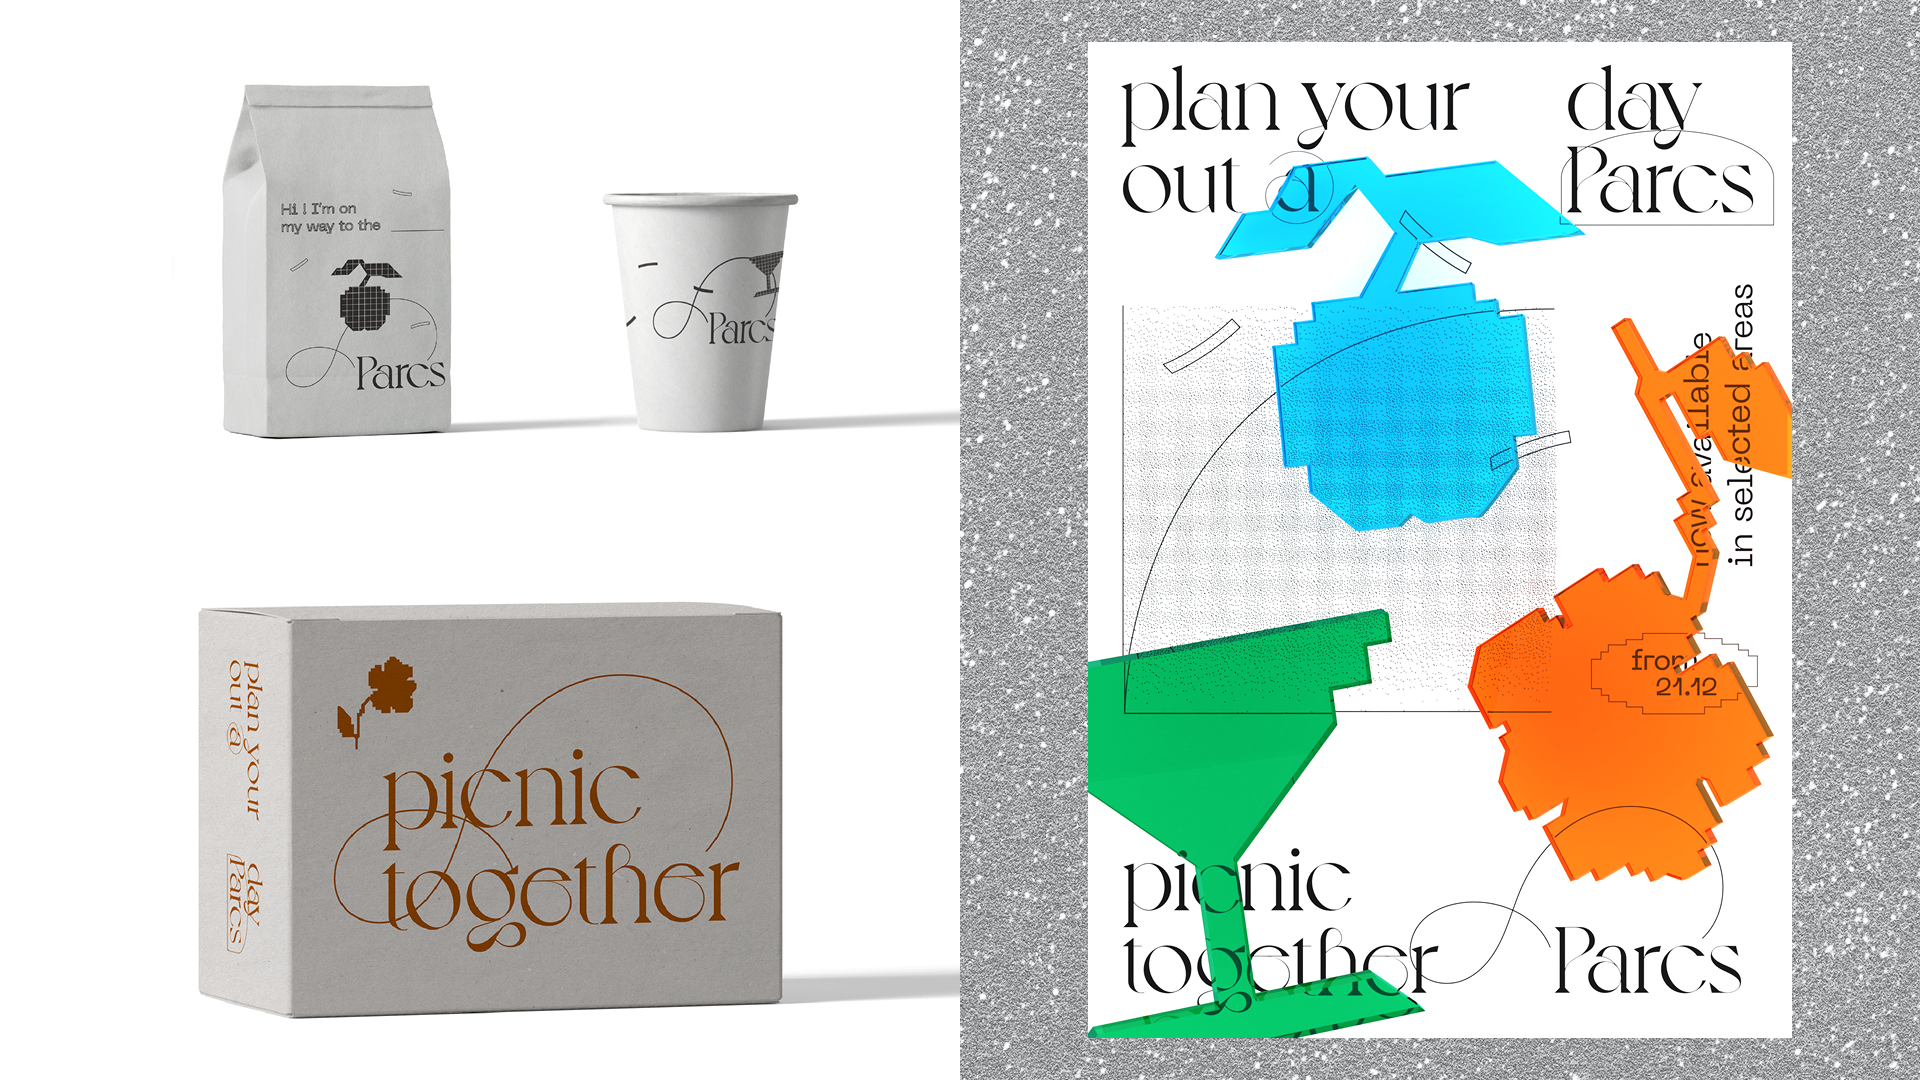 Hi ! I'm on
my way to the
Parcs
Parcs
plan your day
out @ Parcs
picnic
together
plan your day
out a Parcs
now available
in selected areas
from
21.12
picnic
together
Parcs